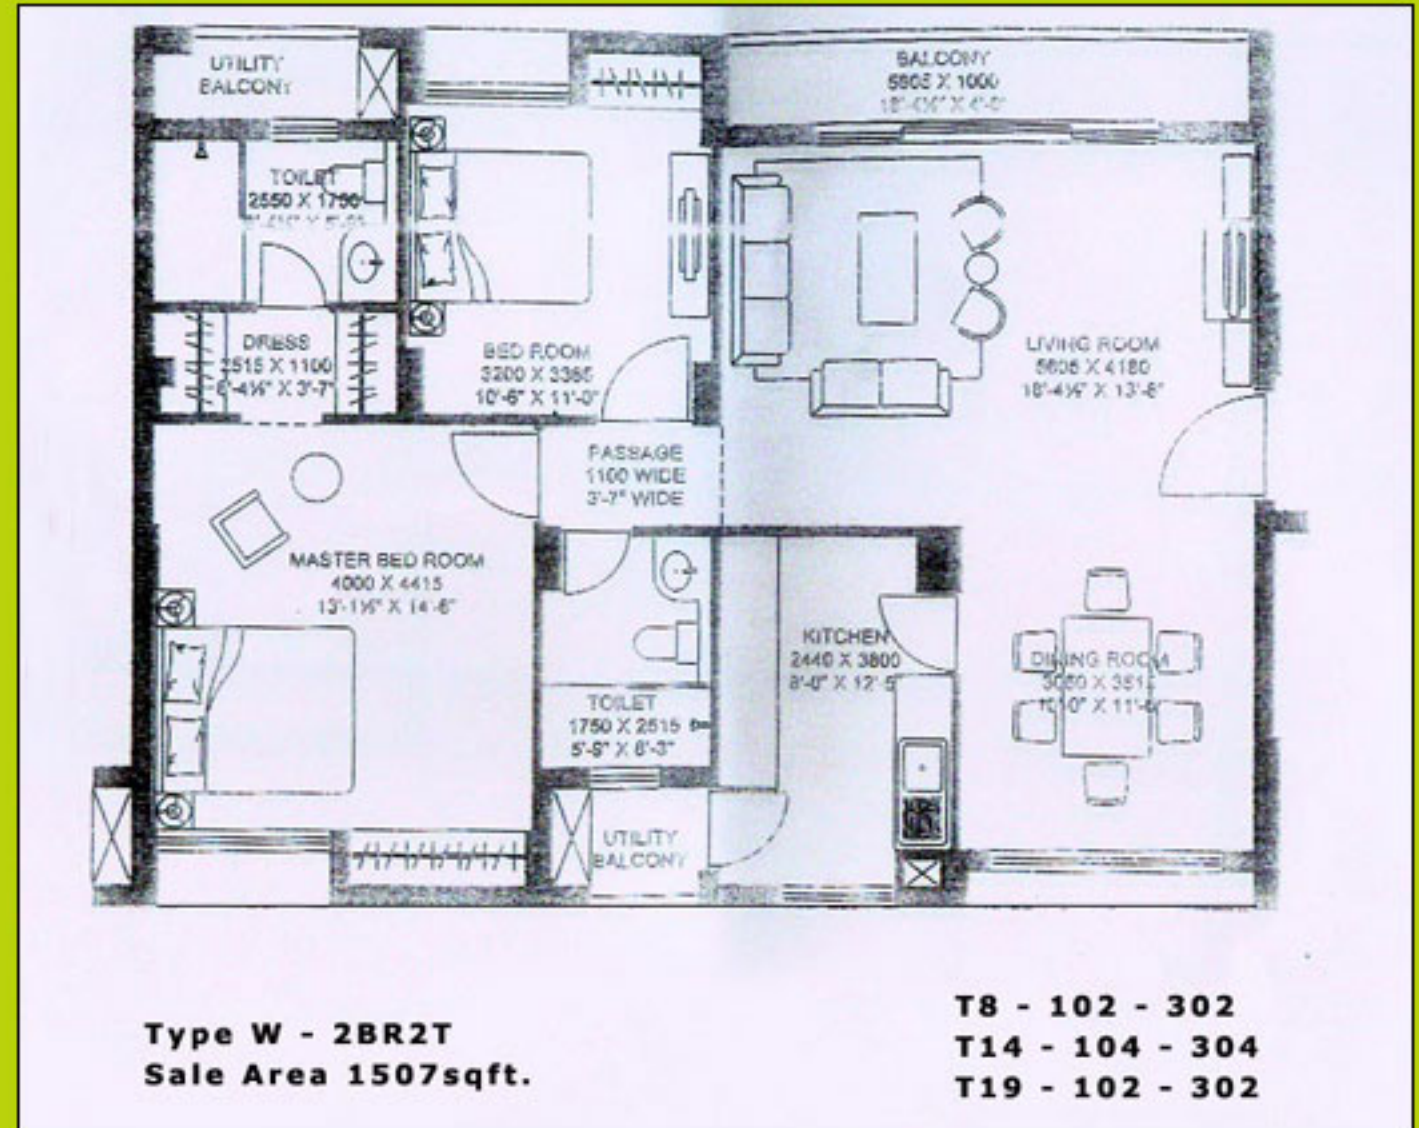 UTILITY
BALCONY
BALCONY
5605 X 1000
TOILET
2550 X 1750
DRESS
2515 X 1100
8'-4½" X 3'-7"
BED ROOM
3200 X 3365
10'-6" X 11'-0"
LIVING ROOM
5605 X 4180
18'-4½" X 13'-8"
PASSAGE
1100 WIDE
3'-7" WIDE
MASTER BED ROOM
4000 X 4415
13'-1½" X 14'-6"
KITCHEN
2440 X 3800
8'-0" X 12'-5
DINING ROOM
TOILET
1750 X 2515
5'-9" X 8'-3"
UTILITY
BALCONY
Type W - 2BR2T
Sale Area 1507sqft.
T8 - 102 - 302
T14 - 104 - 304
T19 - 102 - 302